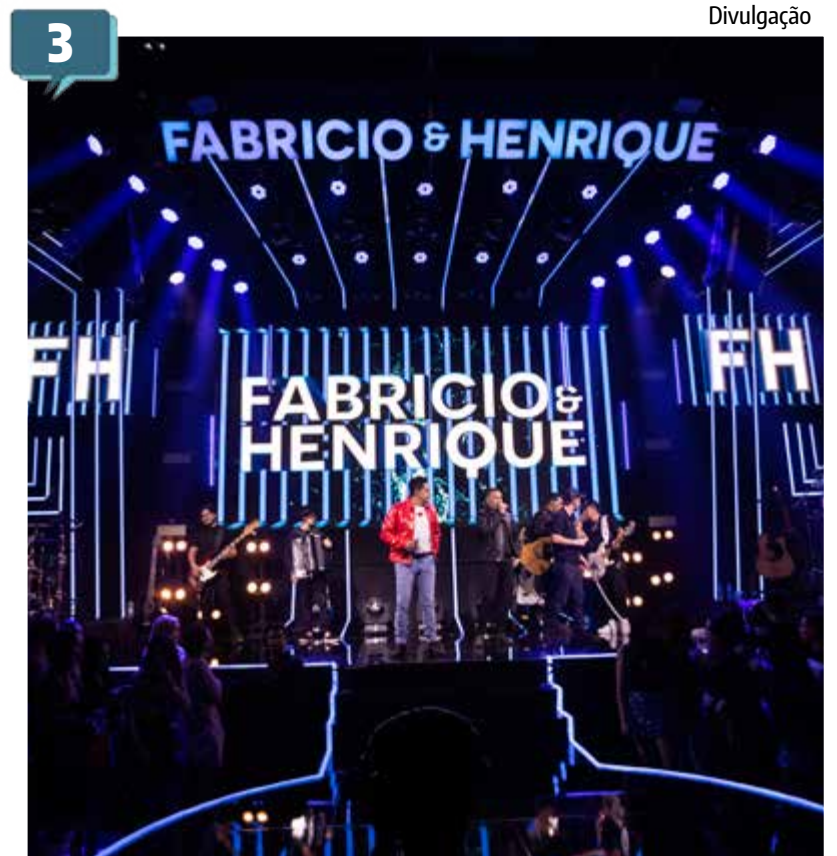 Divulgação
3
FABRICIO & HENRIQUE
FH
FH
FABRICIO &
HENRIQUE